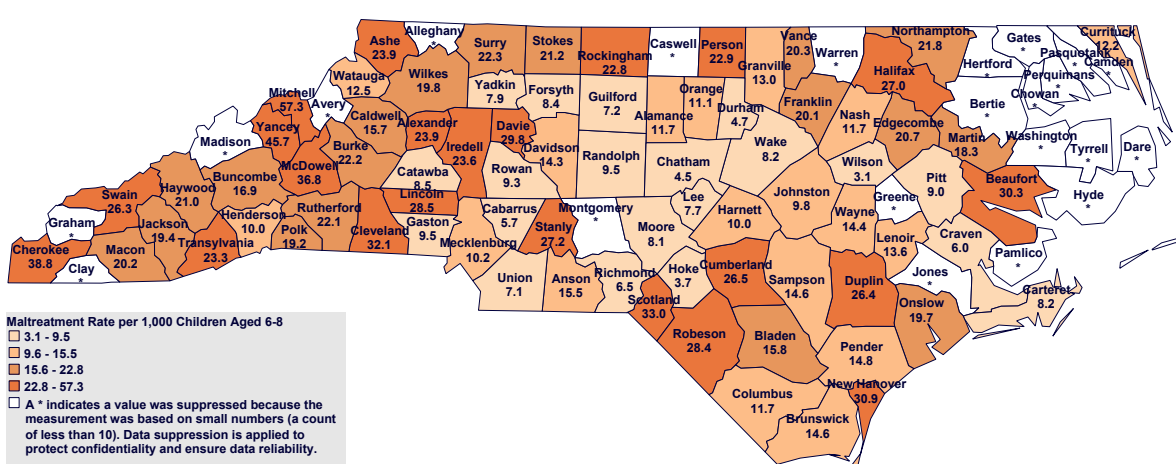 Ashe
23.9
Alleghany
*
Surry
22.3
Stokes
21.2
Rockingham
22.8
Caswell
*
Person
22.9
Vance
20.3
Warren
*
Northampton
21.8
Gates
*
Currituck
12.2
Pasquotank
*
Camden
*
Hertford
*
Perquimans
*
Chowan
*
Watauga
12.5
Wilkes
19.8
Yadkin
7.9
Forsyth
8.4
Guilford
7.2
Alamance
11.7
Orange
11.1
Durham
4.7
Granville
13.0
Franklin
20.1
Halifax
27.0
Nash
11.7
Edgecombe
20.7
Bertie
*
Martin
18.3
Washington
*
Tyrrell
*
Dare
*
Mitchell
57.3
Avery
*
Yancey
45.7
Caldwell
15.7
Alexander
23.9
Iredell
23.6
Davie
29.8
Davidson
14.3
Randolph
9.5
Chatham
4.5
Wake
8.2
Wilson
3.1
Pitt
9.0
Beaufort
30.3
Hyde
*
Madison
*
Buncombe
16.9
McDowell
36.8
Burke
22.2
Catawba
8.5
Rowan
9.3
Lee
7.7
Johnston
9.8
Greene
*
Swain
26.3
Haywood
21.0
Lincoln
28.5
Cabarrus
5.7
Stanly
27.2
Montgomery
*
Moore
8.1
Harnett
10.0
Wayne
14.4
Lenoir
13.6
Craven
6.0
Pamlico
*
Graham
*
Jackson
19.4
Henderson
10.0
Polk
19.2
Rutherford
22.1
Cleveland
32.1
Gaston
9.5
Mecklenburg
10.2
Cherokee
38.8
Clay
*
Macon
20.2
Transylvania
23.3
Union
7.1
Anson
15.5
Richmond
6.5
Hoke
3.7
Cumberland
26.5
Sampson
14.6
Duplin
26.4
Jones
*
Onslow
19.7
Carteret
8.2
Scotland
33.0
Robeson
28.4
Bladen
15.8
Pender
14.8
Columbus
11.7
Brunswick
14.6
New Hanover
30.9
Maltreatment Rate per 1,000 Children Aged 6-8
3.1 - 9.5
9.6 - 15.5
15.6 - 22.8
22.8 - 57.3
A * indicates a value was suppressed because the
measurement was based on small numbers (a count
of less than 10). Data suppression is applied to
protect confidentiality and ensure data reliability.